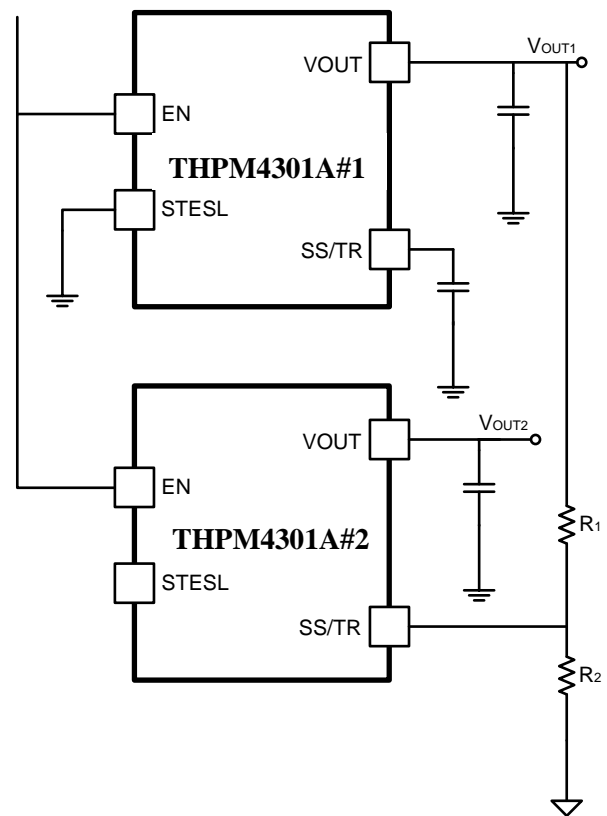 VOUT
VOUT1
EN
THPM4301A#1
STESL
SS/TR
VOUT
VOUT2
EN
R1
THPM4301A#2
STESL
SS/TR
R2